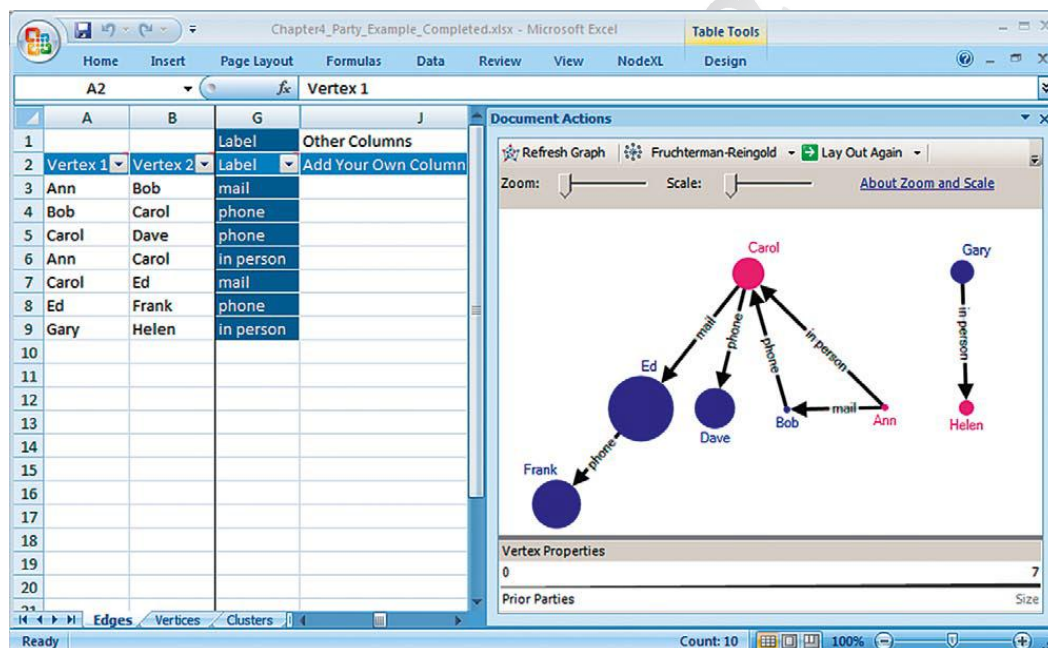 Chapter4_Party_Example_Completed.xlsx - Microsoft Excel
Table Tools
Home Insert Page Layout Formulas Data Review View NodeXL Design
A2 fx Vertex 1
A B G J
1 Label Other Columns
2 Vertex 1 Vertex 2 Label Add Your Own Column
3 Ann Bob mail
4 Bob Carol phone
5 Carol Dave phone
6 Ann Carol in person
7 Carol Ed mail
8 Ed Frank phone
9 Gary Helen in person
10
11
12
13
14
15
16
17
18
19
20
21
Edges Vertices Clusters
Ready
Document Actions
Refresh Graph Fruchterman-Reingold Lay Out Again
Zoom: Scale: About Zoom and Scale
Carol
Gary
mail
phone
phone
in person
in person
Ed
Dave
Bob
mail
Ann
Helen
Frank
phone
Vertex Properties
0 7
Prior Parties Size
Count: 10 100%